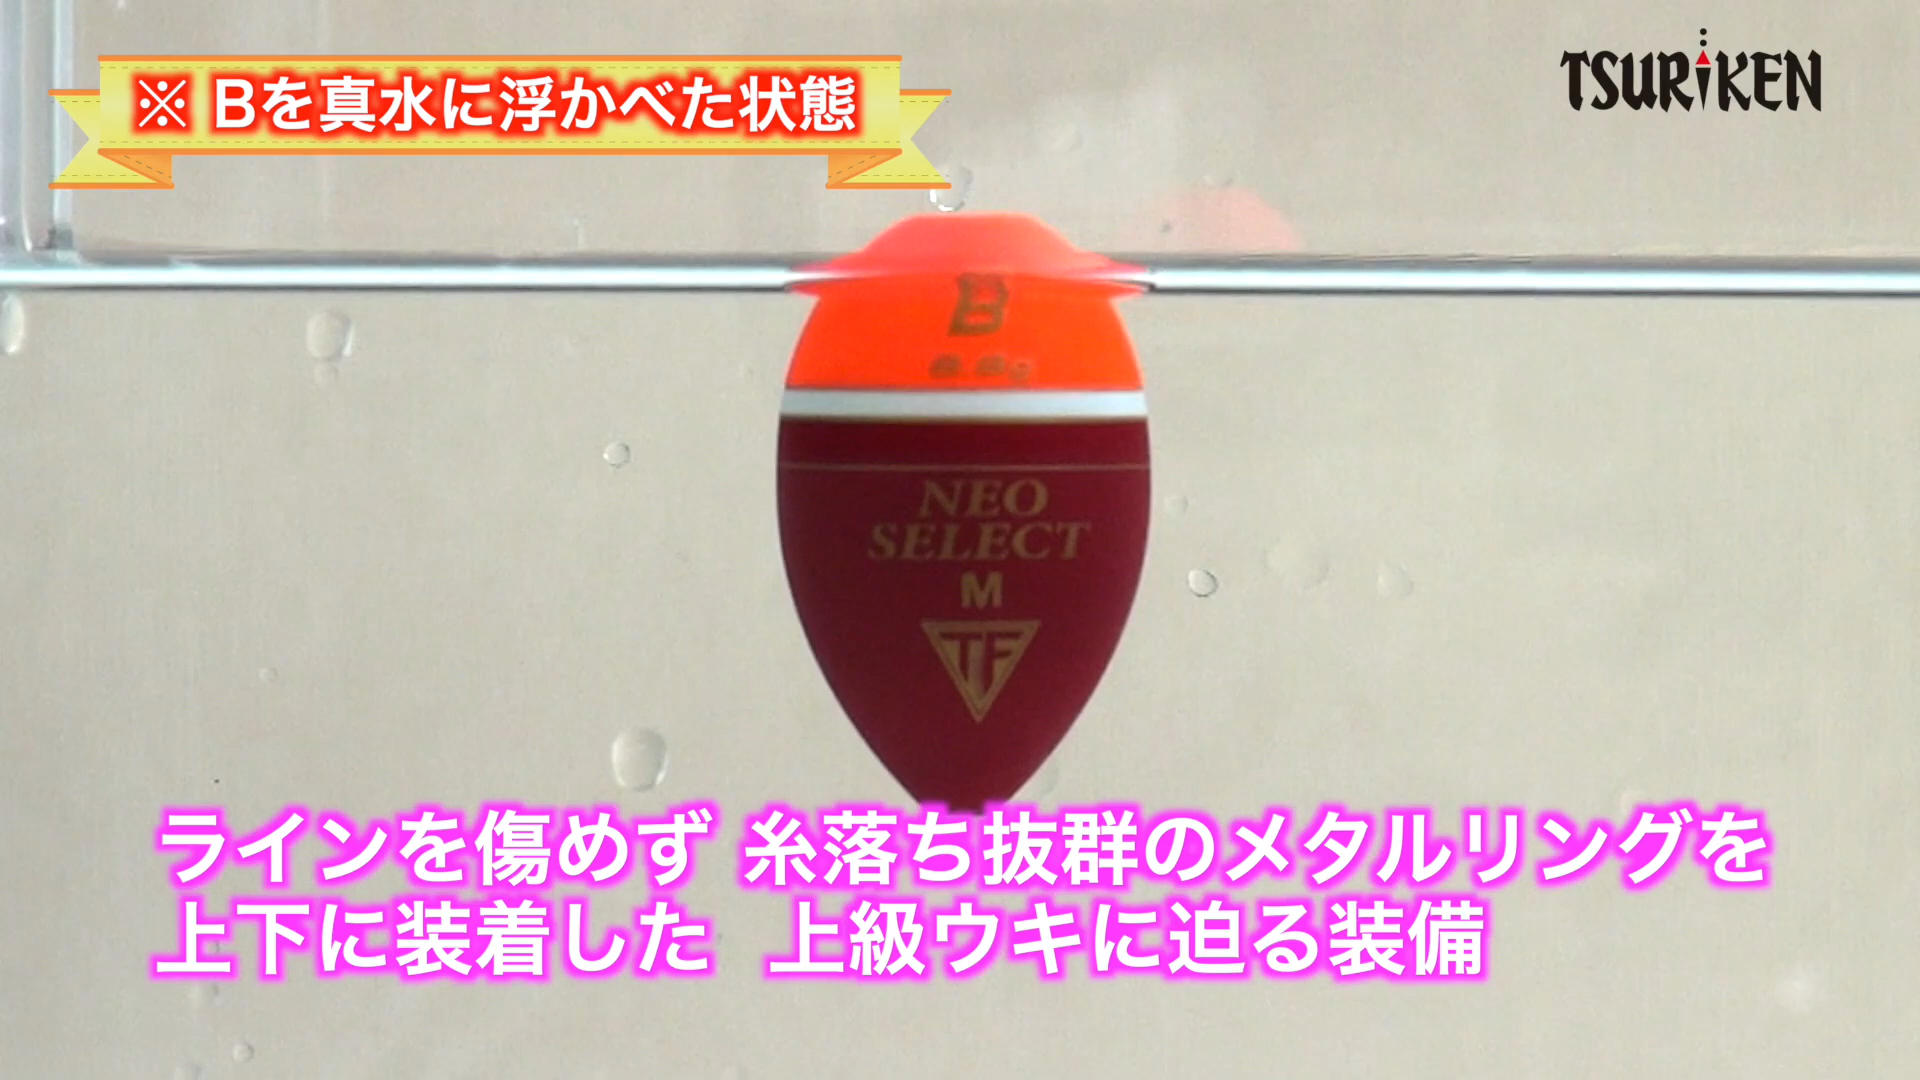 ※ Bを真水に浮かべた状態
TSURiKEN
B
NEO
SELECT
M
TF
ラインを傷めず 糸落ち抜群のメタルリングを
上下に装着した 上級ウキに迫る装備